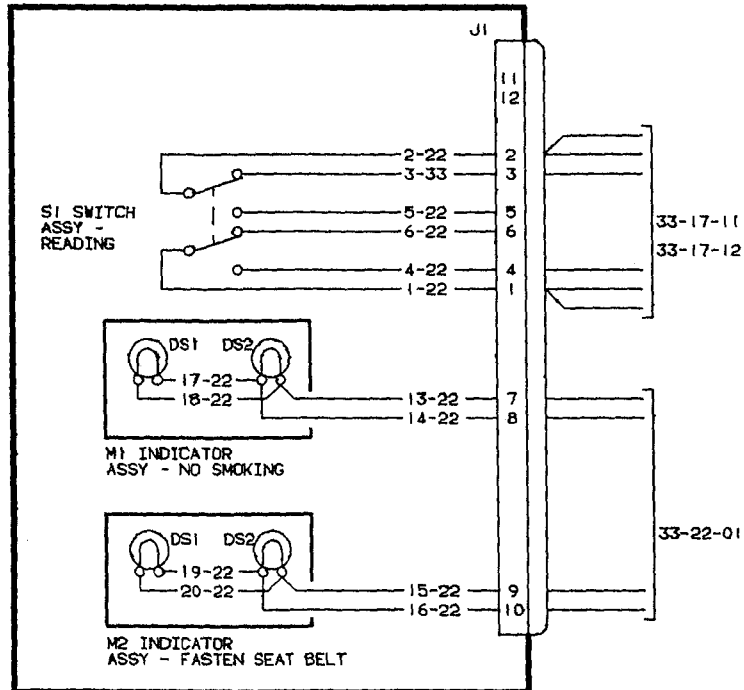 J1
11
12
2-22 2
3-33 3
S1 SWITCH
ASSY -
READING
5-22 5
6-22 6
4-22 4
1-22 1
33-17-11
33-17-12
DS1 DS2
17-22
18-22
13-22 7
14-22 8
M1 INDICATOR
ASSY - NO SMOKING
DS1 DS2
19-22
20-22
15-22 9
16-22 10
33-22-01
M2 INDICATOR
ASSY - FASTEN SEAT BELT